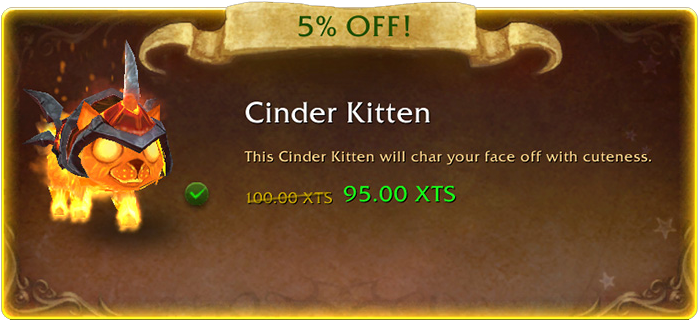 5% OFF!
Cinder Kitten
This Cinder Kitten will char your face off with cuteness.
100.00 XTS 95.00 XTS